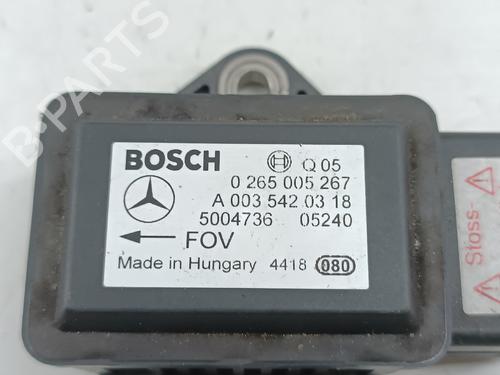 BOSCH Q 05
0 265 005 267
A 003 542 03 18
5004736 05240
← FOV
Made in Hungary 4418 080
Stoss-
B-PARTS